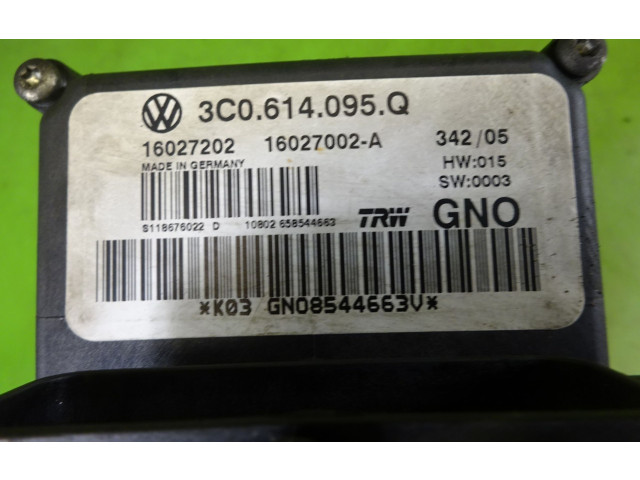 3C0.614.095.Q
16027202 16027002-A 342/05
MADE IN GERMANY HW:015
SW:0003
S118676022 D 10802 658544663 TRW GNO
*K03 GNO8544663V*